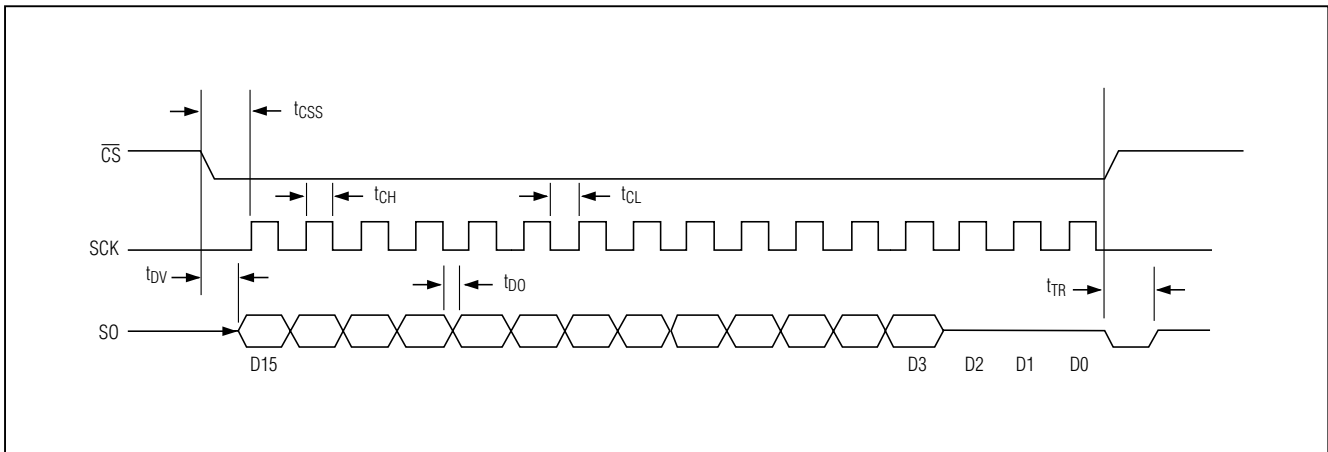 tCSS
CS
tCH
tCL
SCK
tDV
tDO
tTR
SO
D15
D3
D2
D1
D0